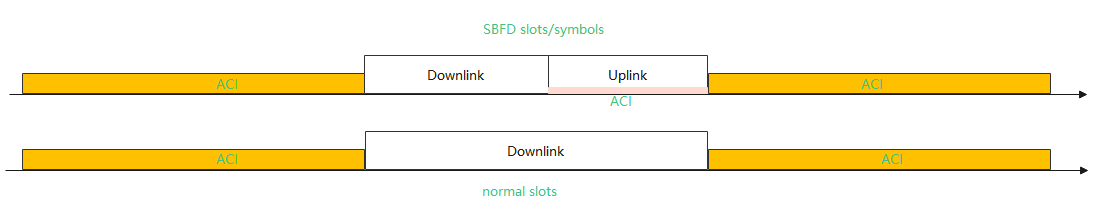 SBFD slots/symbols
ACI
Downlink
Uplink
ACI
ACI
ACI
Downlink
ACI
normal slots